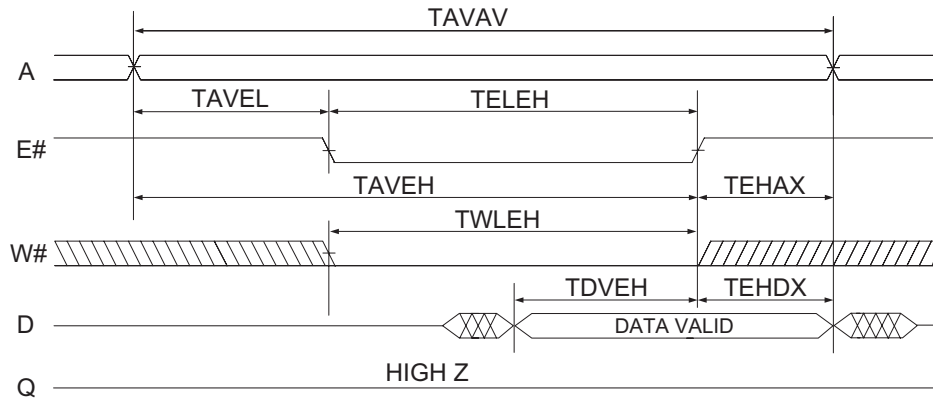 TAVAV
A
TAVEL TELEH
E#
TAVEH TEHAX
TWLEH
W#
TDVEH TEHDX
D DATA VALID
HIGH Z
Q